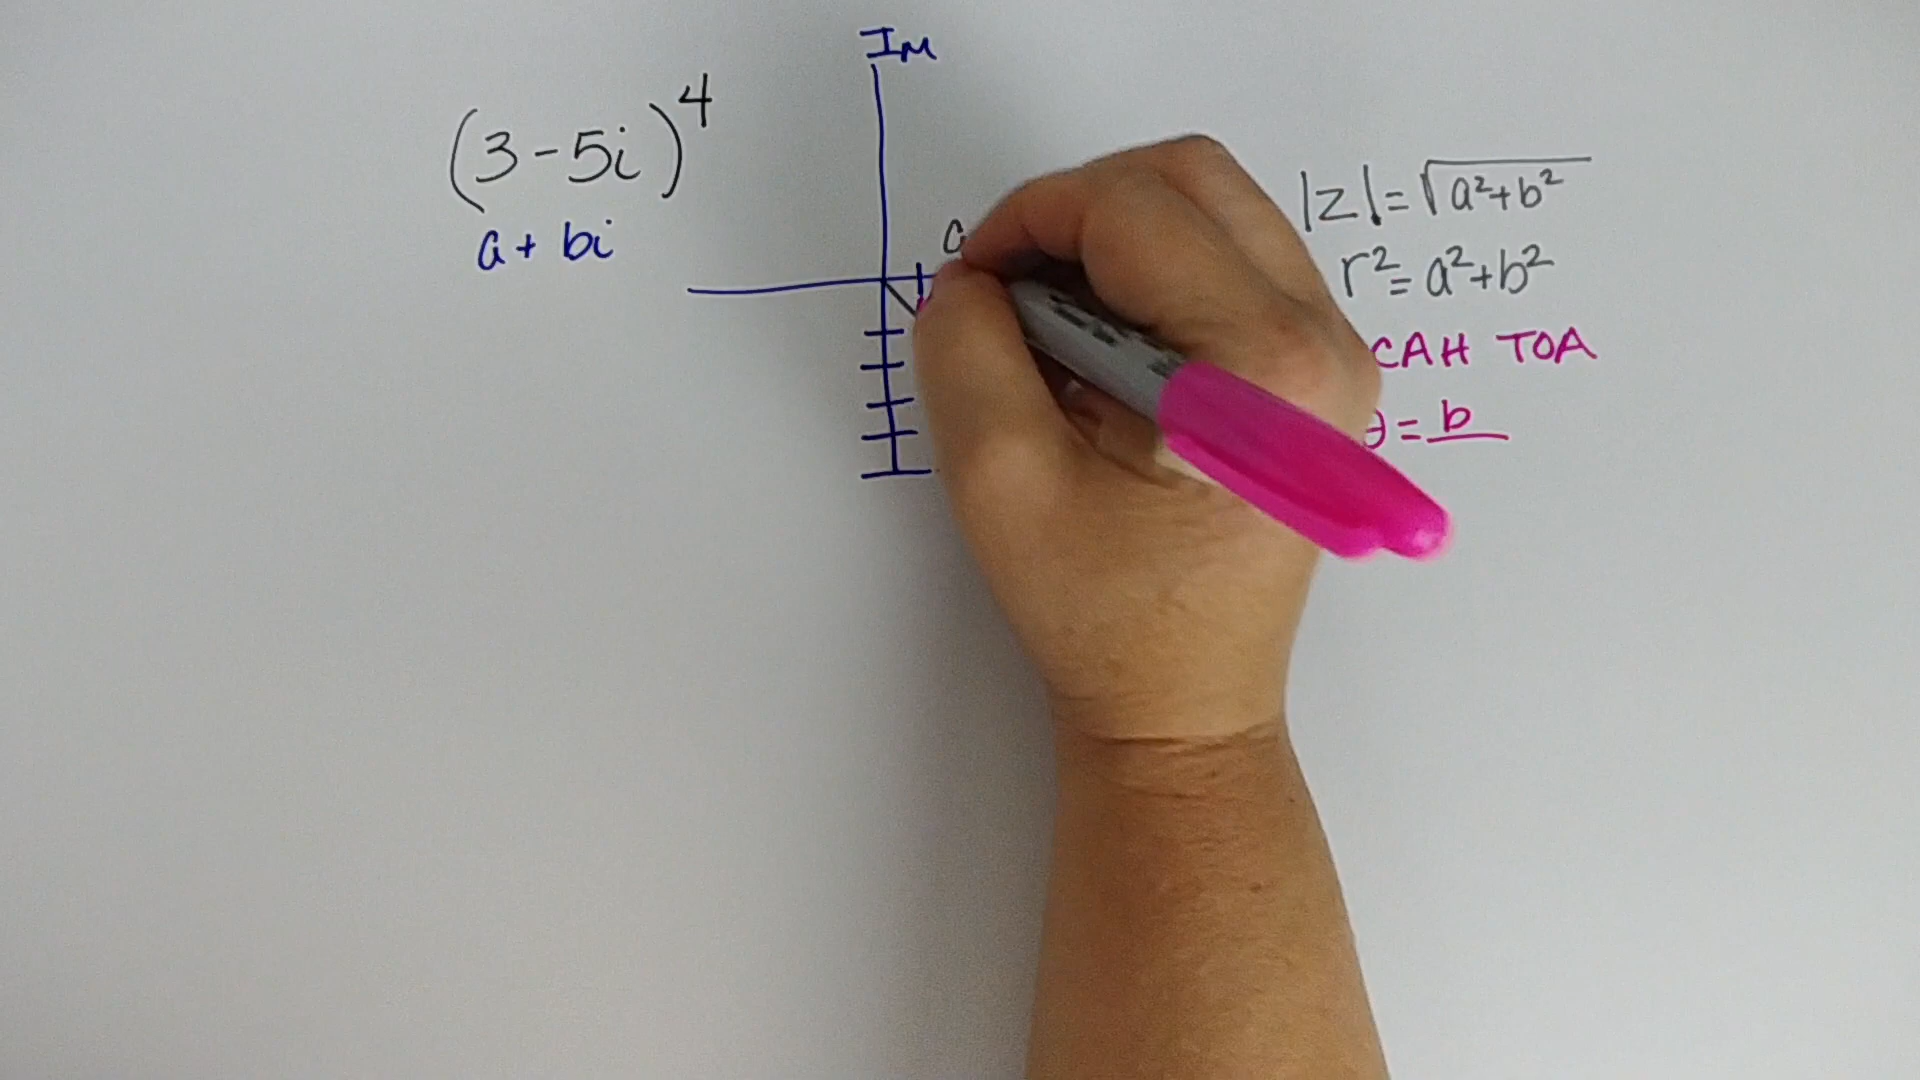 Im
(3-5i)^4
a + bi
a
|z| = √a²+b²
r² = a²+b²
CAH TOA
θ = b